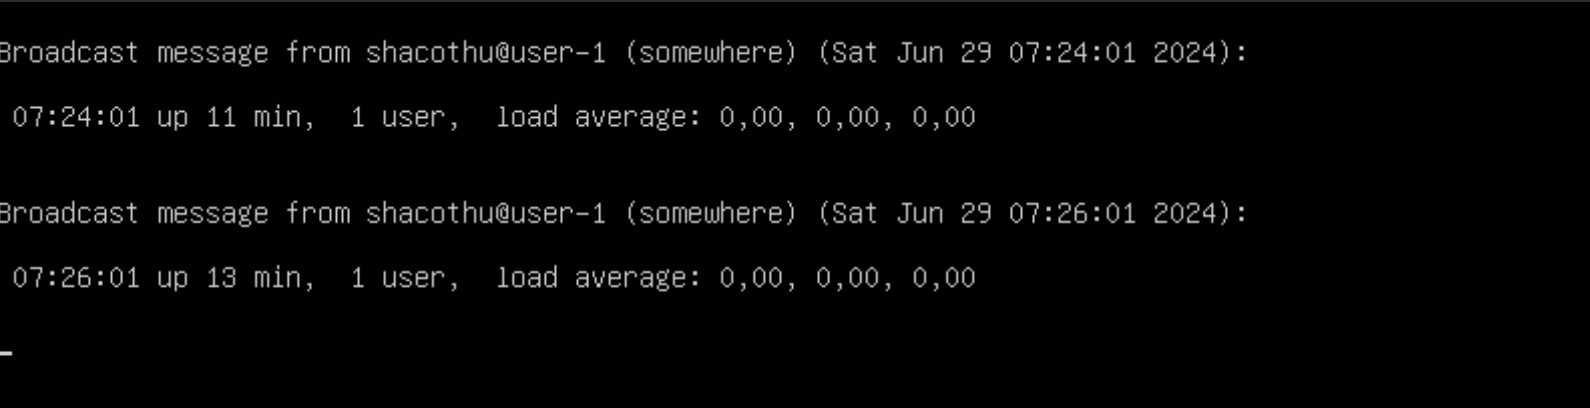 Broadcast message from shacothu@user-1 (somewhere) (Sat Jun 29 07:24:01 2024):
07:24:01 up 11 min,  1 user,  load average: 0,00, 0,00, 0,00
Broadcast message from shacothu@user-1 (somewhere) (Sat Jun 29 07:26:01 2024):
07:26:01 up 13 min,  1 user,  load average: 0,00, 0,00, 0,00